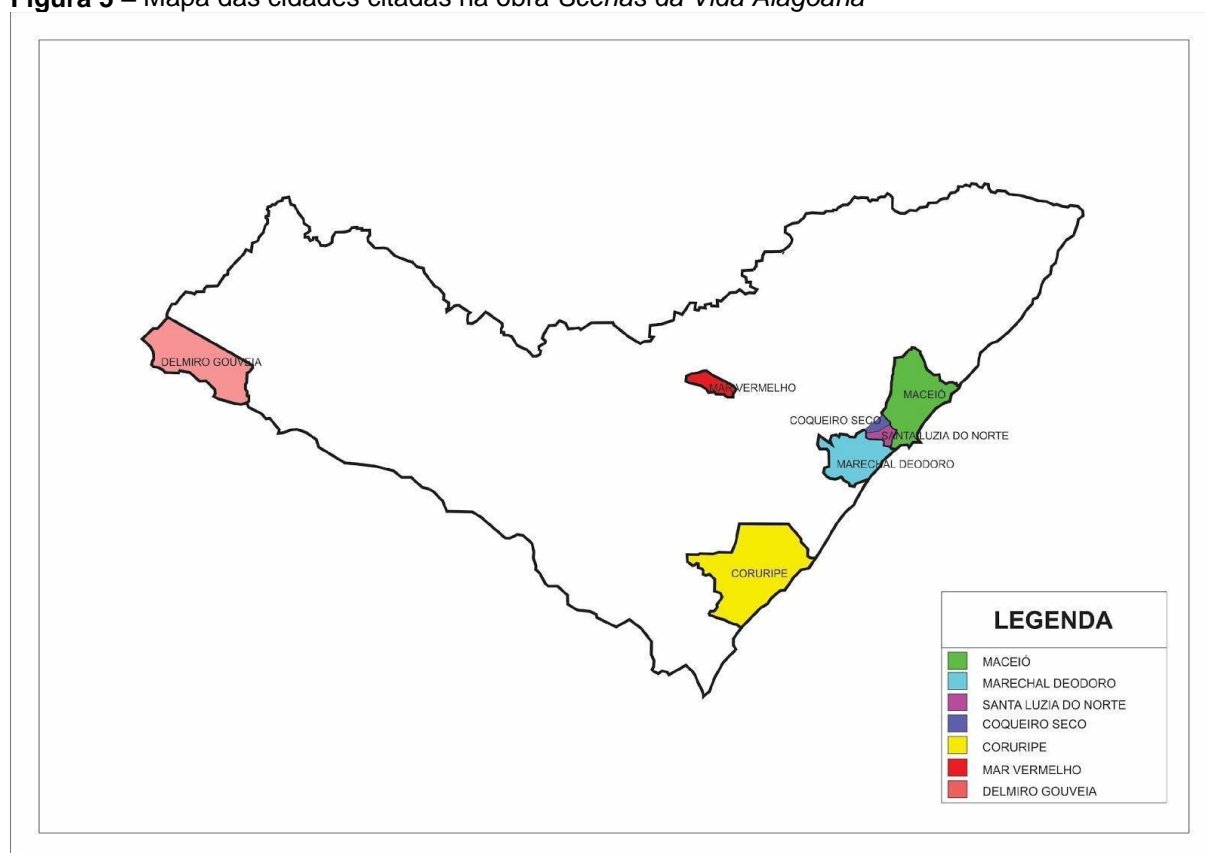 Figura 5 – Mapa das cidades citadas na obra Scenas da Vida Alagoana
DELMIRO GOUVEIA
MAR VERMELHO
MACEIÓ
COQUEIRO SECO
SANTA LUZIA DO NORTE
MARECHAL DEODORO
CORURIPE
LEGENDA
MACEIÓ
MARECHAL DEODORO
SANTA LUZIA DO NORTE
COQUEIRO SECO
CORURIPE
MAR VERMELHO
DELMIRO GOUVEIA